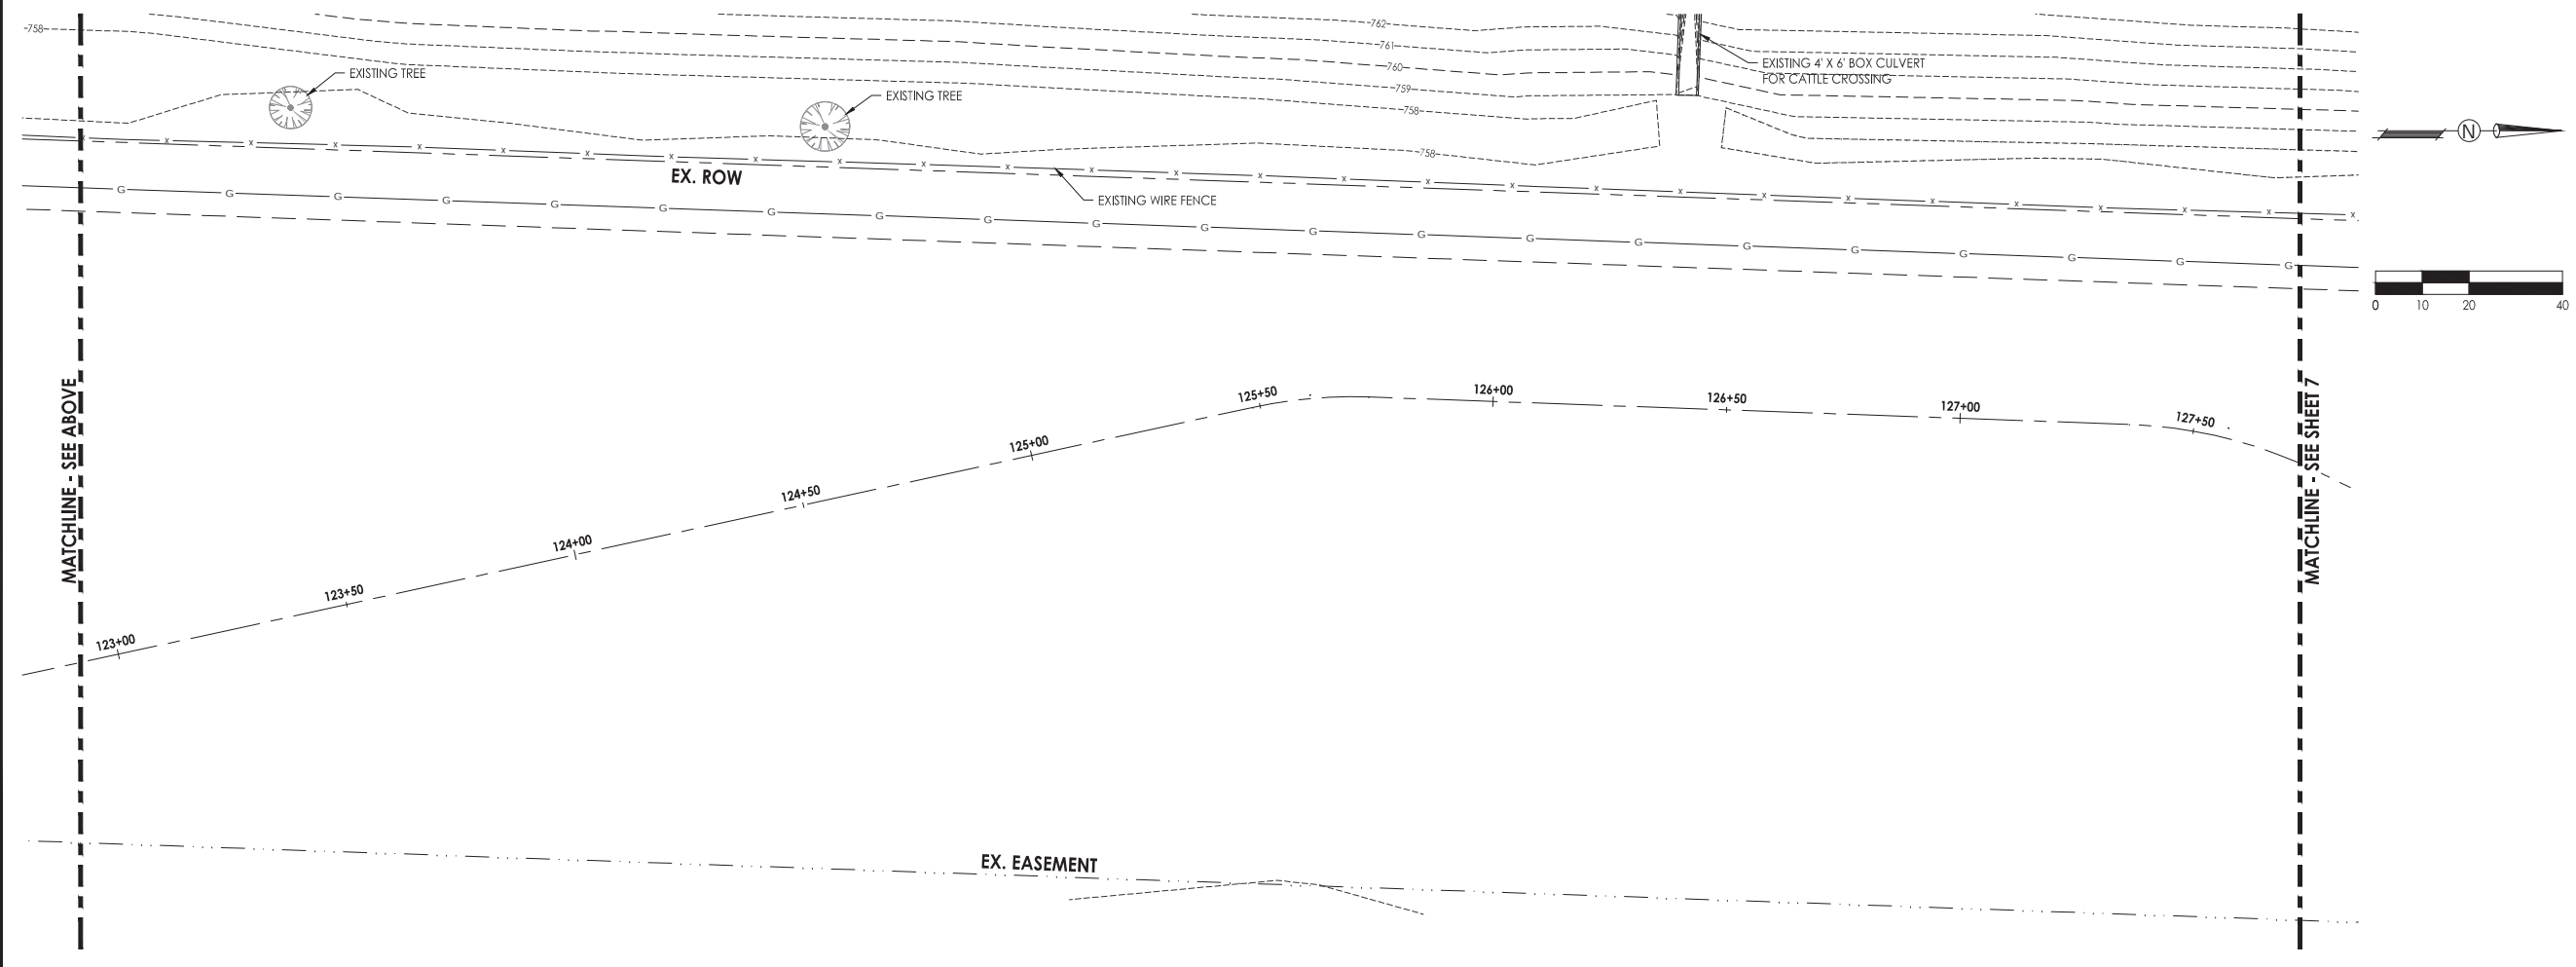 762
758
761
EXISTING TREE
760
EXISTING 4' X 6' BOX CULVERT
FOR CATTLE CROSSING
759
EXISTING TREE
758
N
758
EX. ROW
EXISTING WIRE FENCE
x x x x x x x x x x x x x x x x x x x x x x x x x x x x
G G G G G G G G G G G G G G G G G G G G G
0 10 20 40
MATCHLINE - SEE ABOVE
123+00
123+50
124+00
124+50
125+00
125+50
126+00
126+50
127+00
127+50
MATCHLINE - SEE SHEET 7
EX. EASEMENT